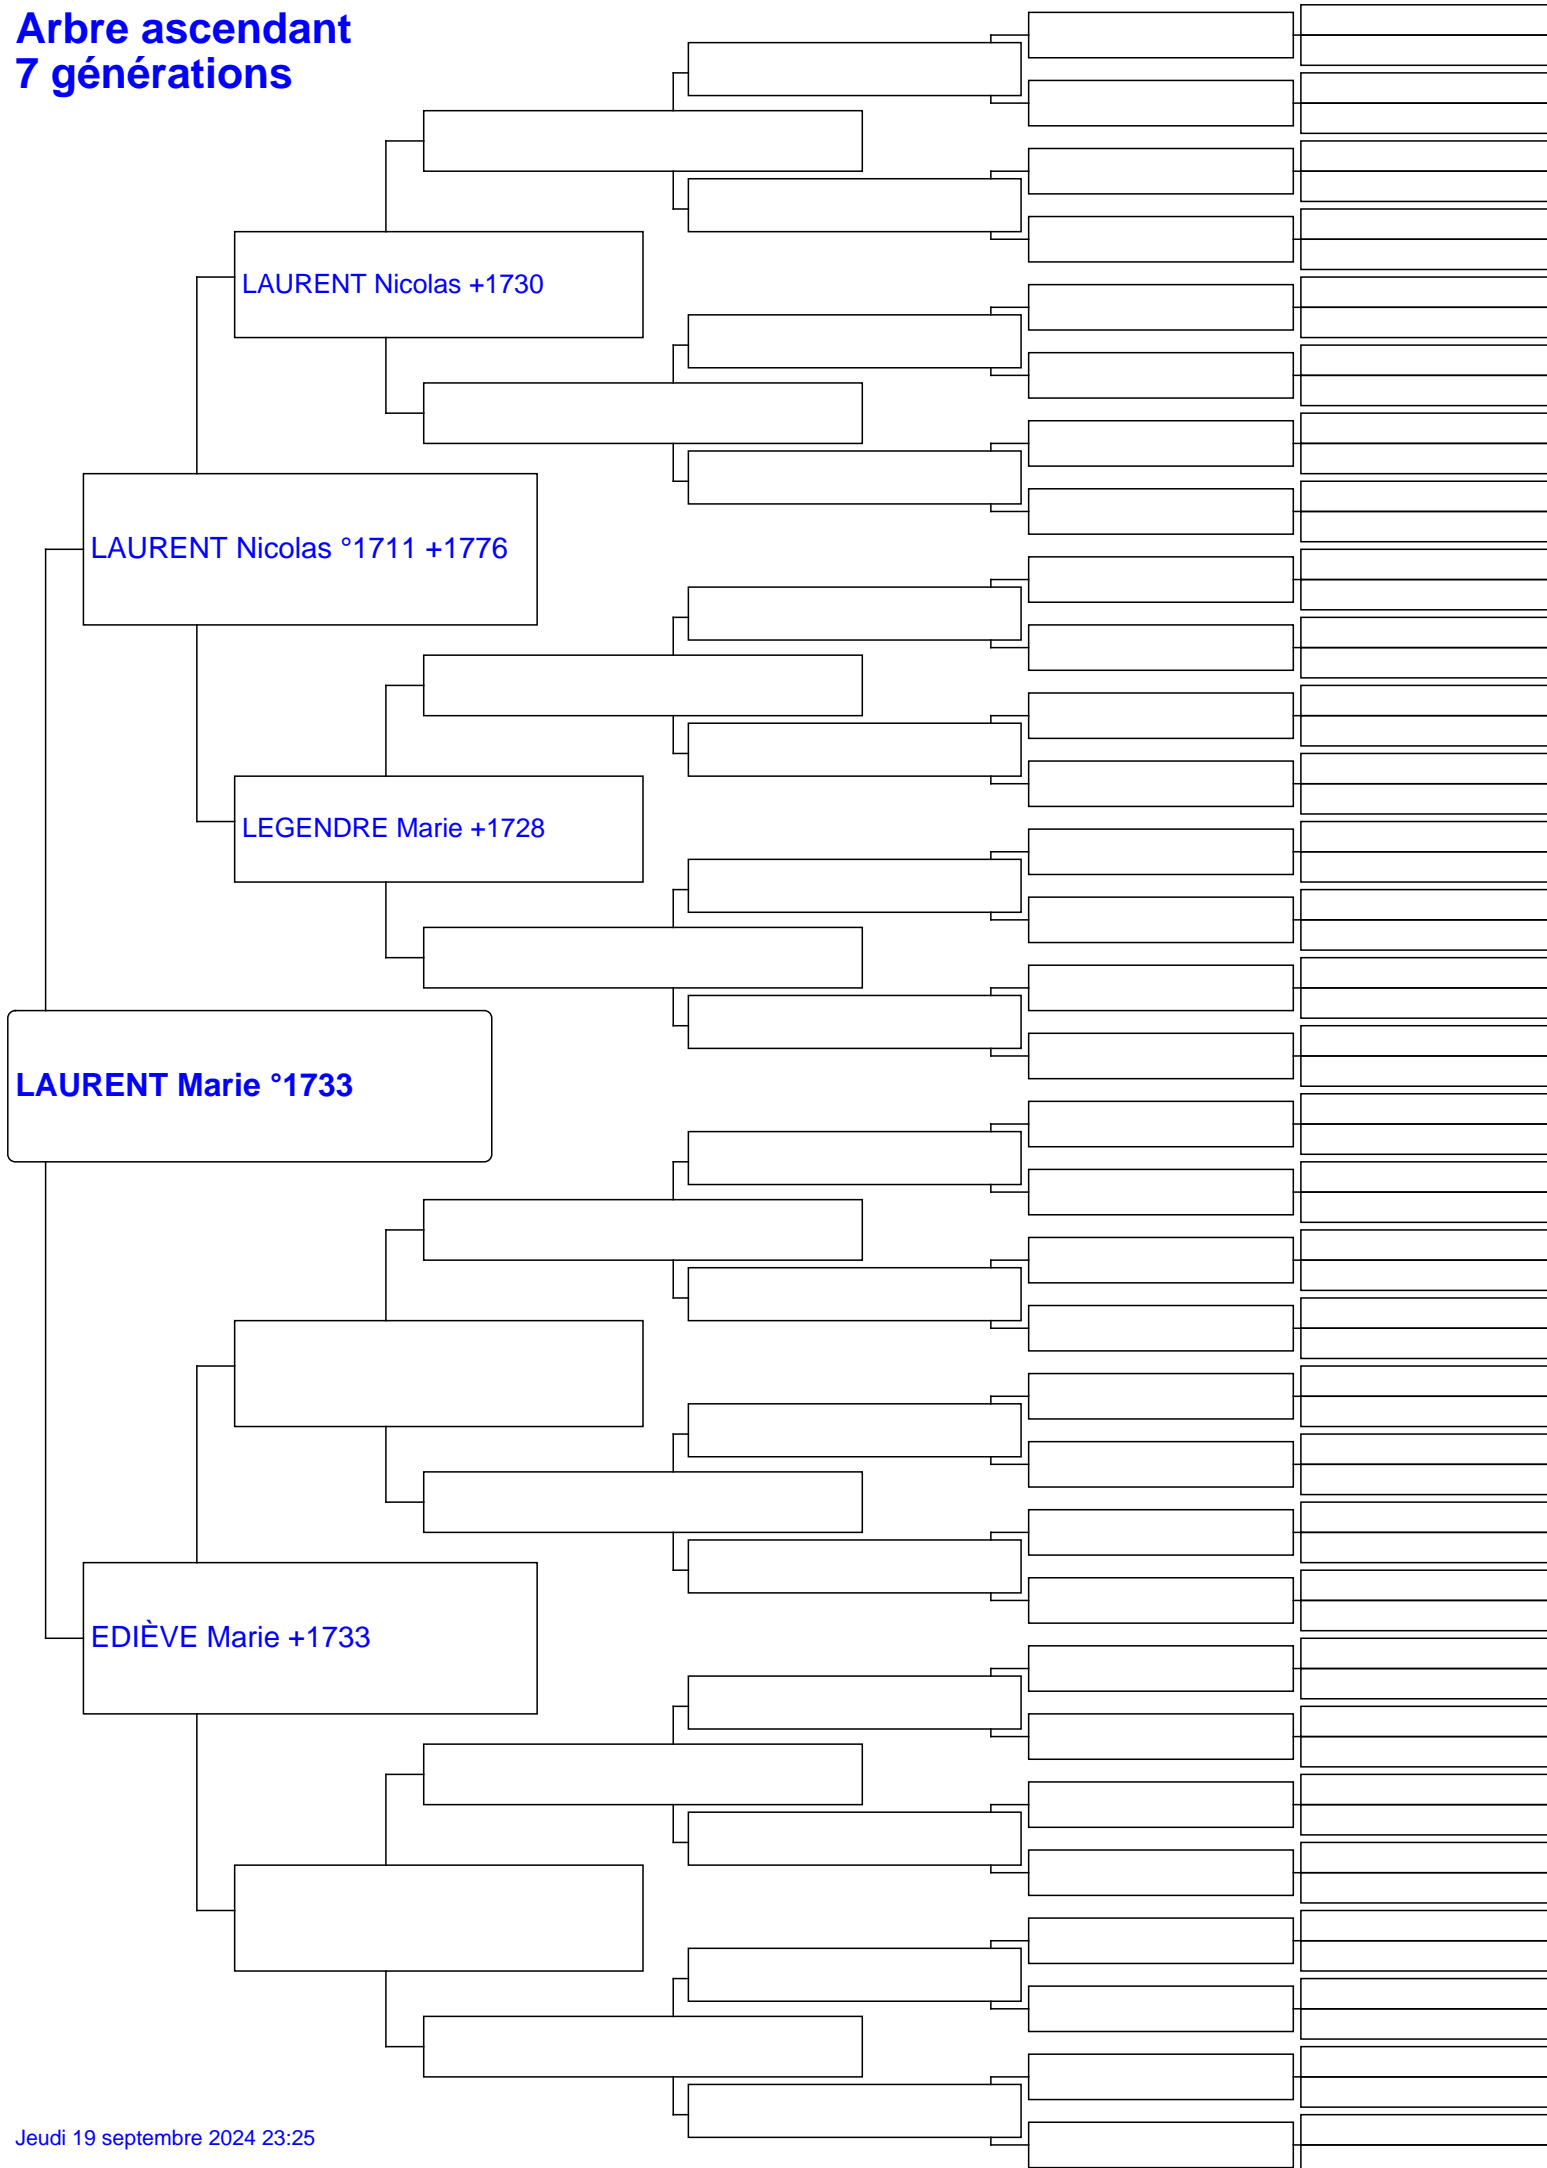 Arbre ascendant
7 générations
LAURENT Nicolas +1730
LAURENT Nicolas °1711 +1776
LEGENDRE Marie +1728
LAURENT Marie °1733
EDIÈVE Marie +1733
Jeudi 19 septembre 2024 23:25